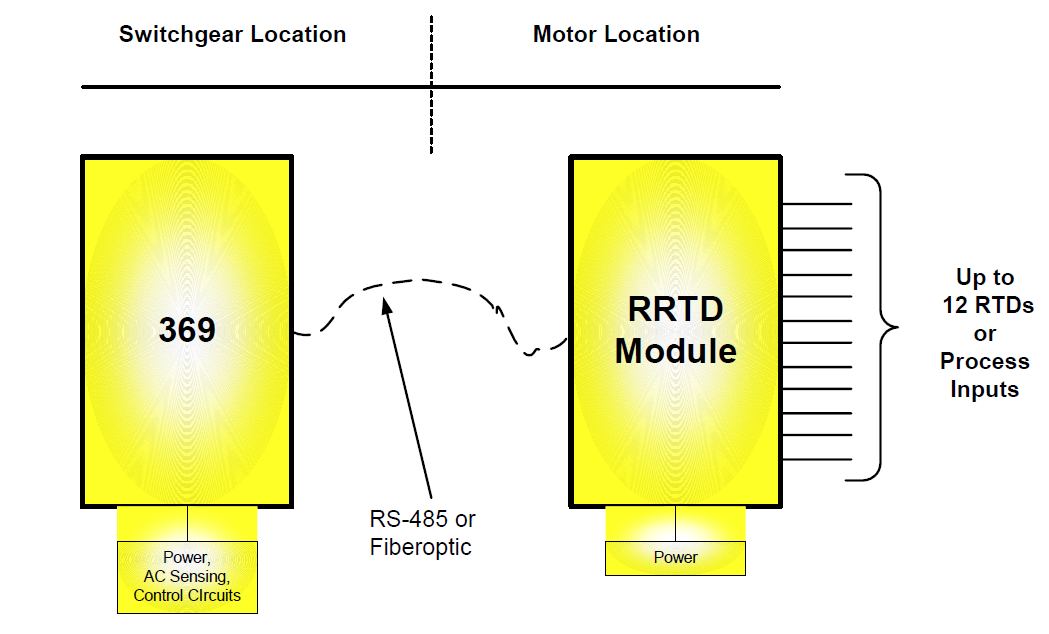 Switchgear Location
Motor Location
369
RRTD
Module
Up to
12 RTDs
or
Process
Inputs
RS-485 or
Fiberoptic
Power,
AC Sensing,
Control CIrcuits
Power